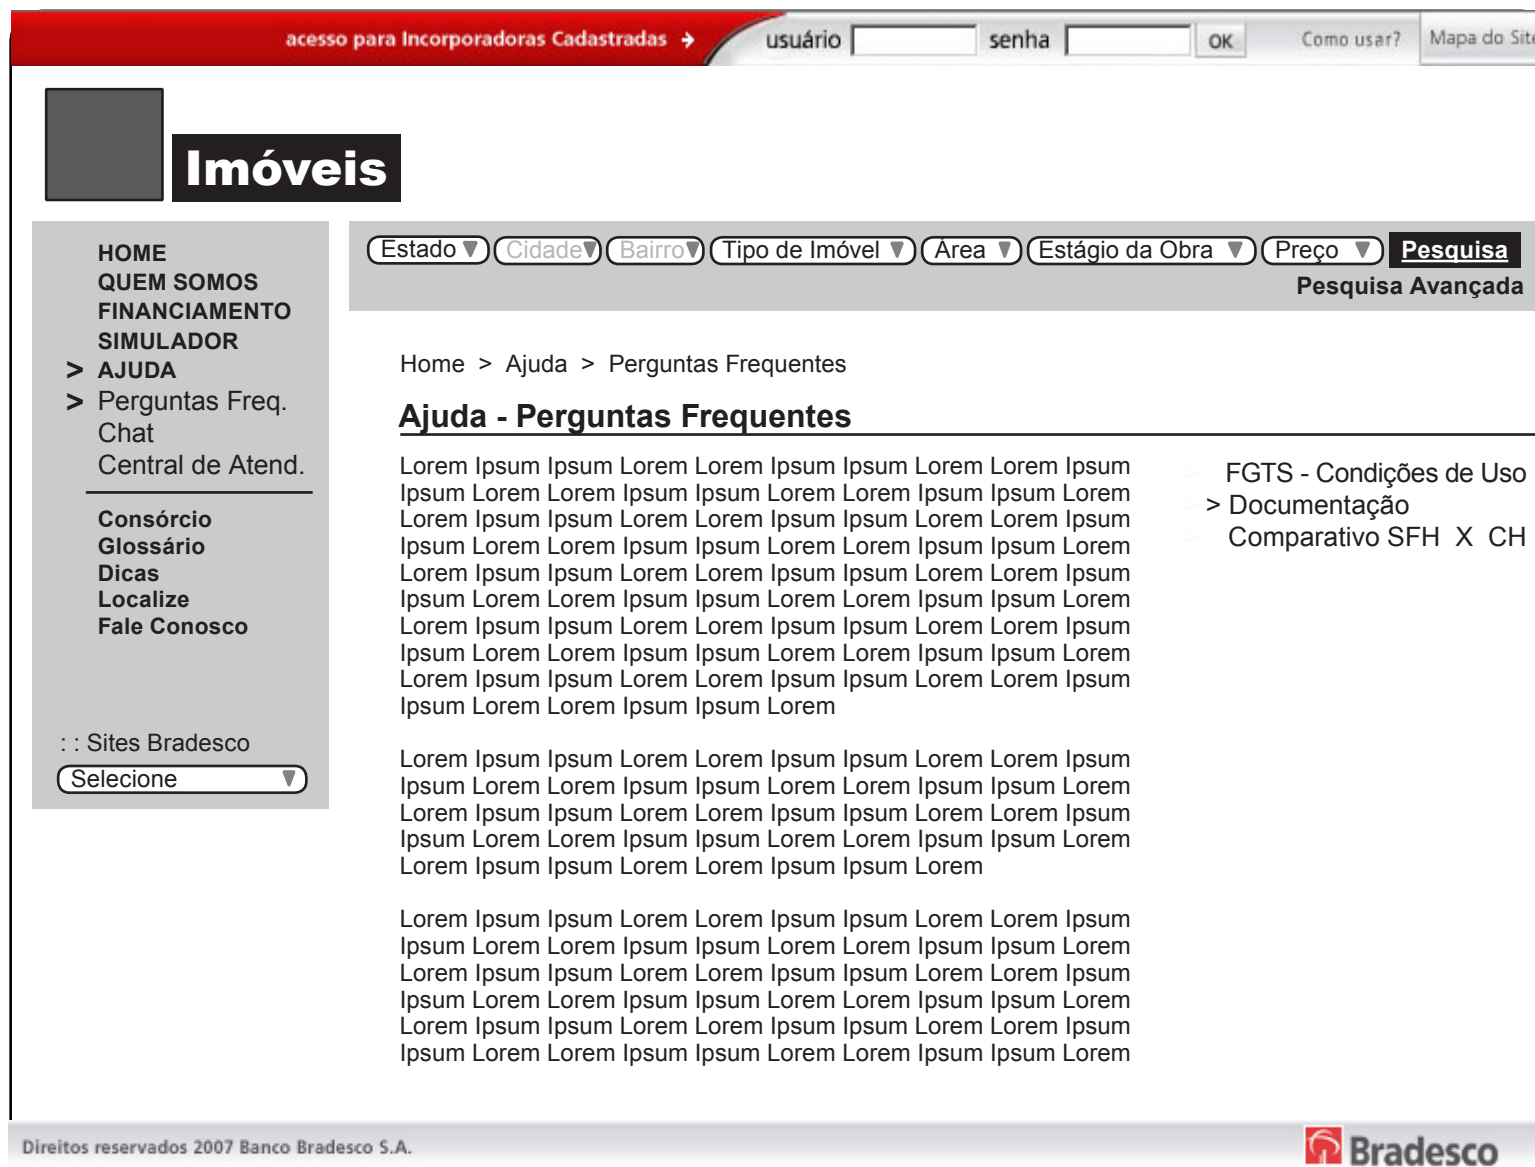 acesso para Incorporadoras Cadastradas → usuário senha OK Como usar? Mapa do Site
Imóveis
HOME
QUEM SOMOS
FINANCIAMENTO
SIMULADOR
> AJUDA
> Perguntas Freq.
Chat
Central de Atend.
Consórcio
Glossário
Dicas
Localize
Fale Conosco
: : Sites Bradesco
Selecione
Estado Cidade Bairro Tipo de Imóvel Área Estágio da Obra Preço Pesquisa
Pesquisa Avançada
Home > Ajuda > Perguntas Frequentes
Ajuda - Perguntas Frequentes
Lorem Ipsum Ipsum Lorem Lorem Ipsum Ipsum Lorem Lorem Ipsum
Ipsum Lorem Lorem Ipsum Ipsum Lorem Lorem Ipsum Ipsum Lorem
Lorem Ipsum Ipsum Lorem Lorem Ipsum Ipsum Lorem Lorem Ipsum
Ipsum Lorem Lorem Ipsum Ipsum Lorem Lorem Ipsum Ipsum Lorem
Lorem Ipsum Ipsum Lorem Lorem Ipsum Ipsum Lorem Lorem Ipsum
Ipsum Lorem Lorem Ipsum Ipsum Lorem Lorem Ipsum Ipsum Lorem
Lorem Ipsum Ipsum Lorem Lorem Ipsum Ipsum Lorem Lorem Ipsum
Ipsum Lorem Lorem Ipsum Ipsum Lorem Lorem Ipsum Ipsum Lorem
Lorem Ipsum Ipsum Lorem Lorem Ipsum Ipsum Lorem Lorem Ipsum
Ipsum Lorem Lorem Ipsum Ipsum Lorem
Lorem Ipsum Ipsum Lorem Lorem Ipsum Ipsum Lorem Lorem Ipsum
Ipsum Lorem Lorem Ipsum Ipsum Lorem Lorem Ipsum Ipsum Lorem
Lorem Ipsum Ipsum Lorem Lorem Ipsum Ipsum Lorem Lorem Ipsum
Ipsum Lorem Lorem Ipsum Ipsum Lorem Lorem Ipsum Ipsum Lorem
Lorem Ipsum Ipsum Lorem Lorem Ipsum Ipsum Lorem
Lorem Ipsum Ipsum Lorem Lorem Ipsum Ipsum Lorem Lorem Ipsum
Ipsum Lorem Lorem Ipsum Ipsum Lorem Lorem Ipsum Ipsum Lorem
Lorem Ipsum Ipsum Lorem Lorem Ipsum Ipsum Lorem Lorem Ipsum
Ipsum Lorem Lorem Ipsum Ipsum Lorem Lorem Ipsum Ipsum Lorem
Lorem Ipsum Ipsum Lorem Lorem Ipsum Ipsum Lorem Lorem Ipsum
Ipsum Lorem Lorem Ipsum Ipsum Lorem Lorem Ipsum Ipsum Lorem
> FGTS - Condições de Uso
> > Documentação
> Comparativo SFH X CH
Direitos reservados 2007 Banco Bradesco S.A.
Bradesco